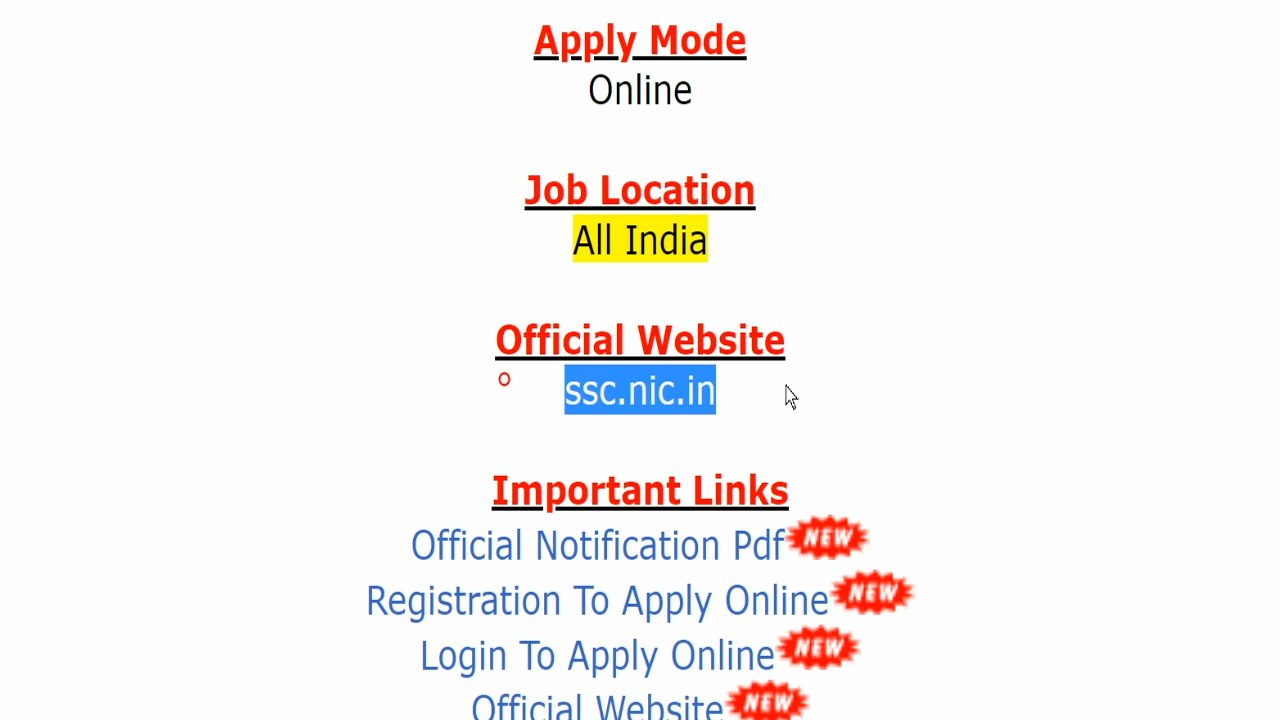 Apply Mode
Online
Job Location
All India
Official Website
ssc.nic.in
Important Links
Official Notification Pdf NEW
Registration To Apply Online NEW
Login To Apply Online NEW
Official Website NEW